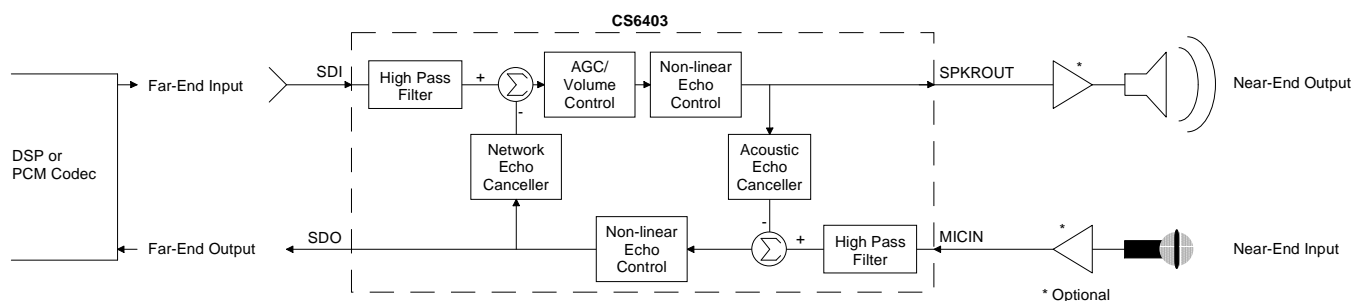 CS6403
DSP or
PCM Codec
Far-End Input
SDI
High Pass
Filter
+
Σ
-
AGC/
Volume
Control
Non-linear
Echo
Control
SPKROUT
*
Near-End Output
Network
Echo
Canceller
Acoustic
Echo
Canceller
Far-End Output
SDO
Non-linear
Echo
Control
-
Σ
+
High Pass
Filter
MICIN
*
Near-End Input
* Optional